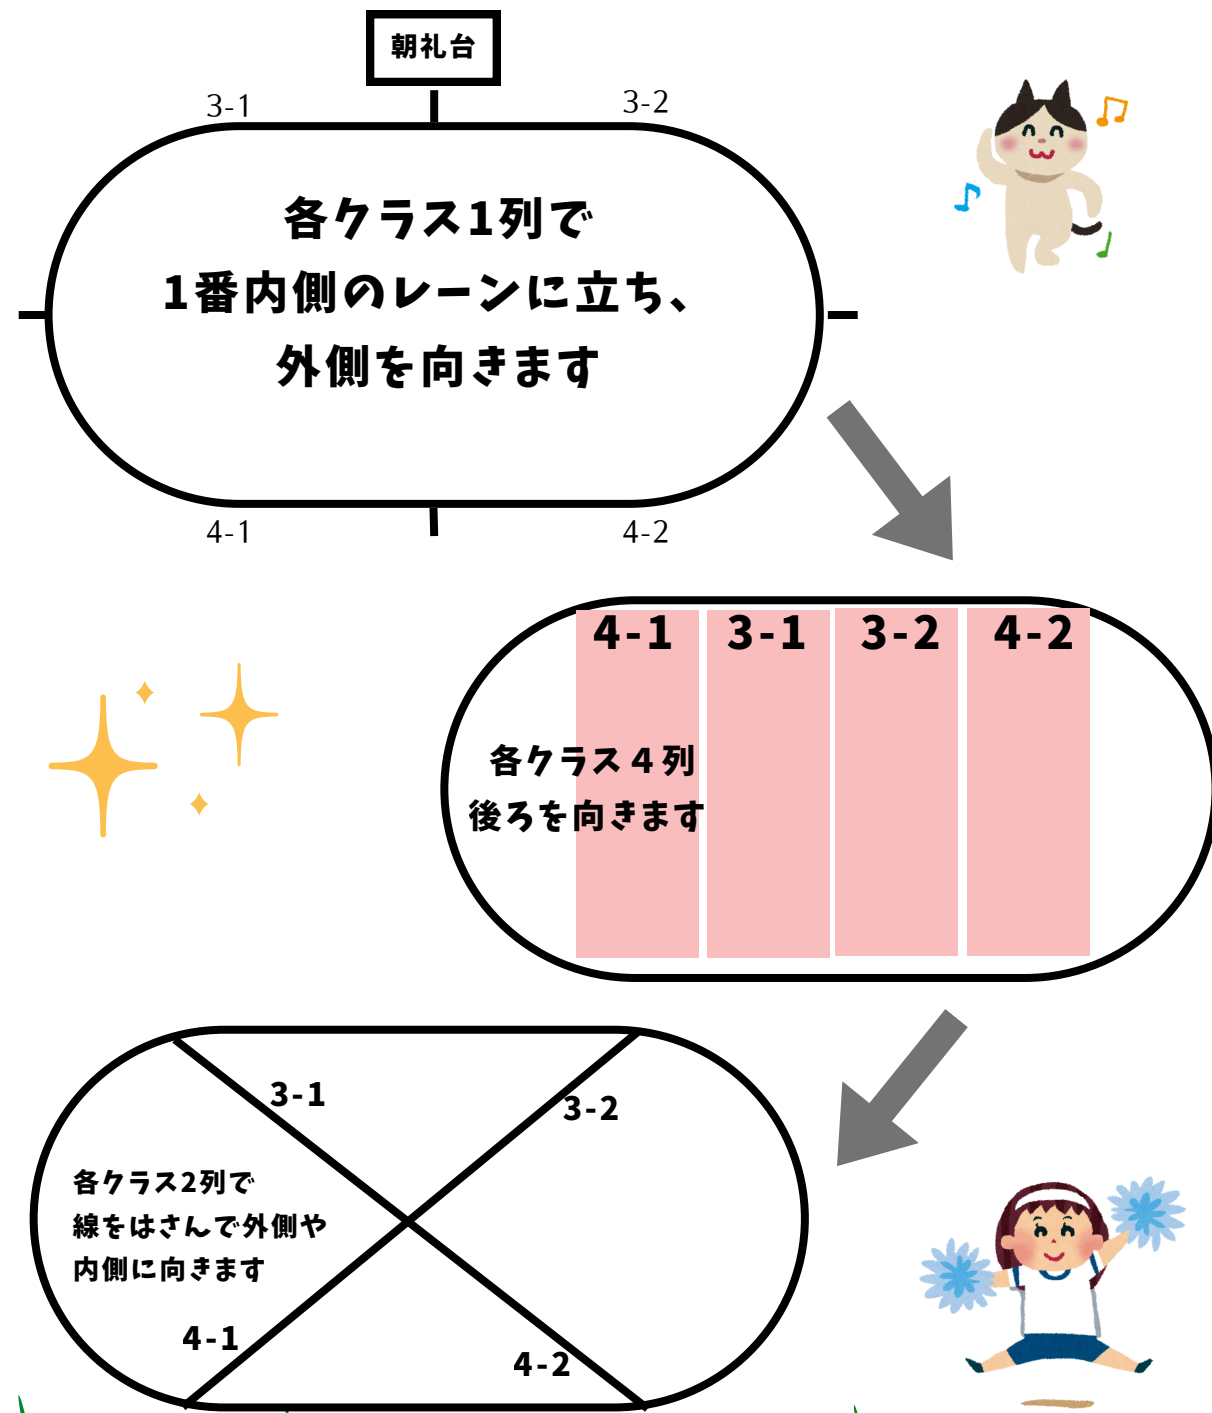 朝礼台
3-1
3-2
各クラス1列で
1番内側のレーンに立ち、
外側を向きます
4-1
4-2
4-1
3-1
3-2
4-2
各クラス４列
後ろを向きます
3-1
3-2
各クラス2列で
線をはさんで外側や
内側に向きます
4-1
4-2